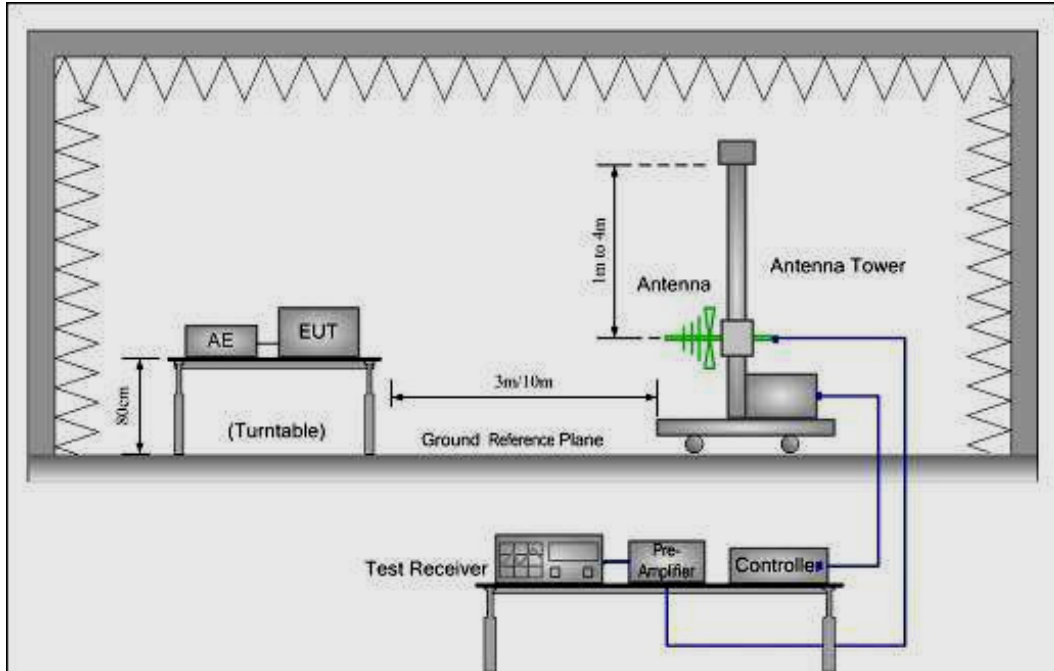 1m to 4m
Antenna Tower
Antenna
AE
EUT
3m/10m
80cm
(Turntable)
Ground Reference Plane
Test Receiver
Pre-
Amplifier
Controller